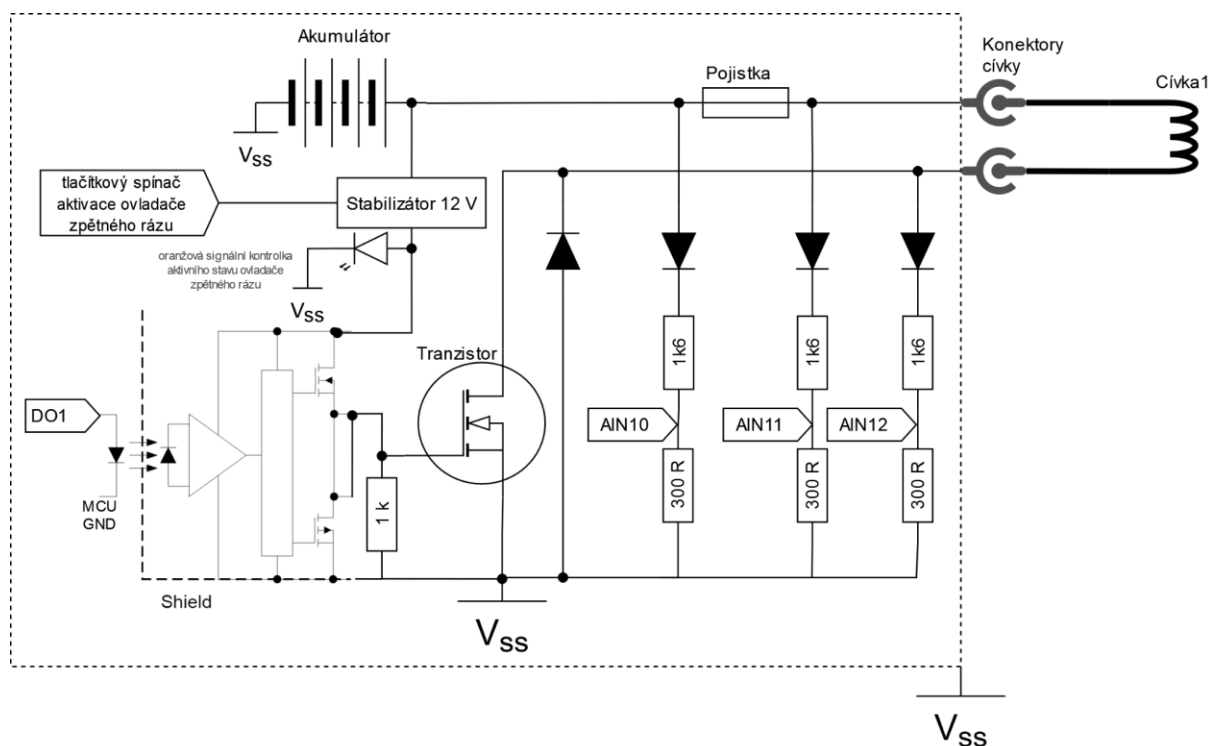 Akumulátor
Konektory
cívky
Pojistka
Cívka1
VSS
tlačítkový spínač
aktivace ovladače
zpětného rázu
Stabilizátor 12 V
oranžová signální kontrolka
aktivního stavu ovladače
zpětného rázu
VSS
Tranzistor
1k6
1k6
1k6
DO1
AIN10
AIN11
AIN12
MCU
GND
1 k
300 R
300 R
300 R
Shield
VSS
VSS